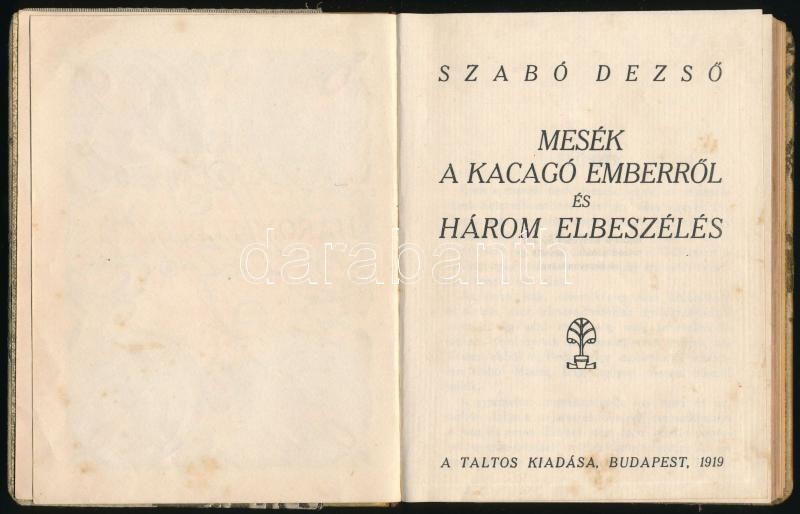 SZABÓ DEZSŐ
MESÉK
A KACAGÓ EMBERRŐL
ÉS
HÁROM ELBESZÉLÉS
darabanth
A TALTOS KIADÁSA, BUDAPEST, 1919